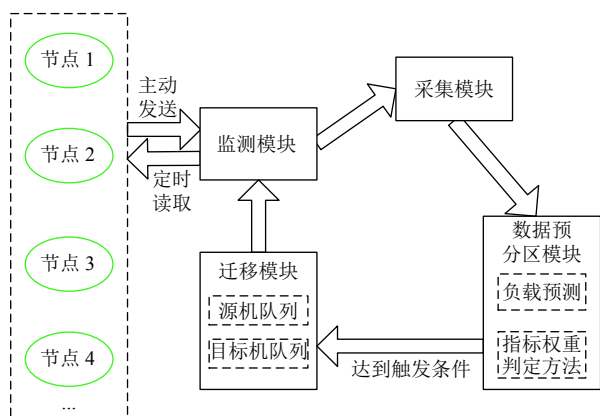 节点 1
节点 2
节点 3
节点 4
...
主动
发送
定时
读取
监测模块
采集模块
数据预
分区模块
负载预测
指标权重
判定方法
达到触发条件
迁移模块
源机队列
目标机队列